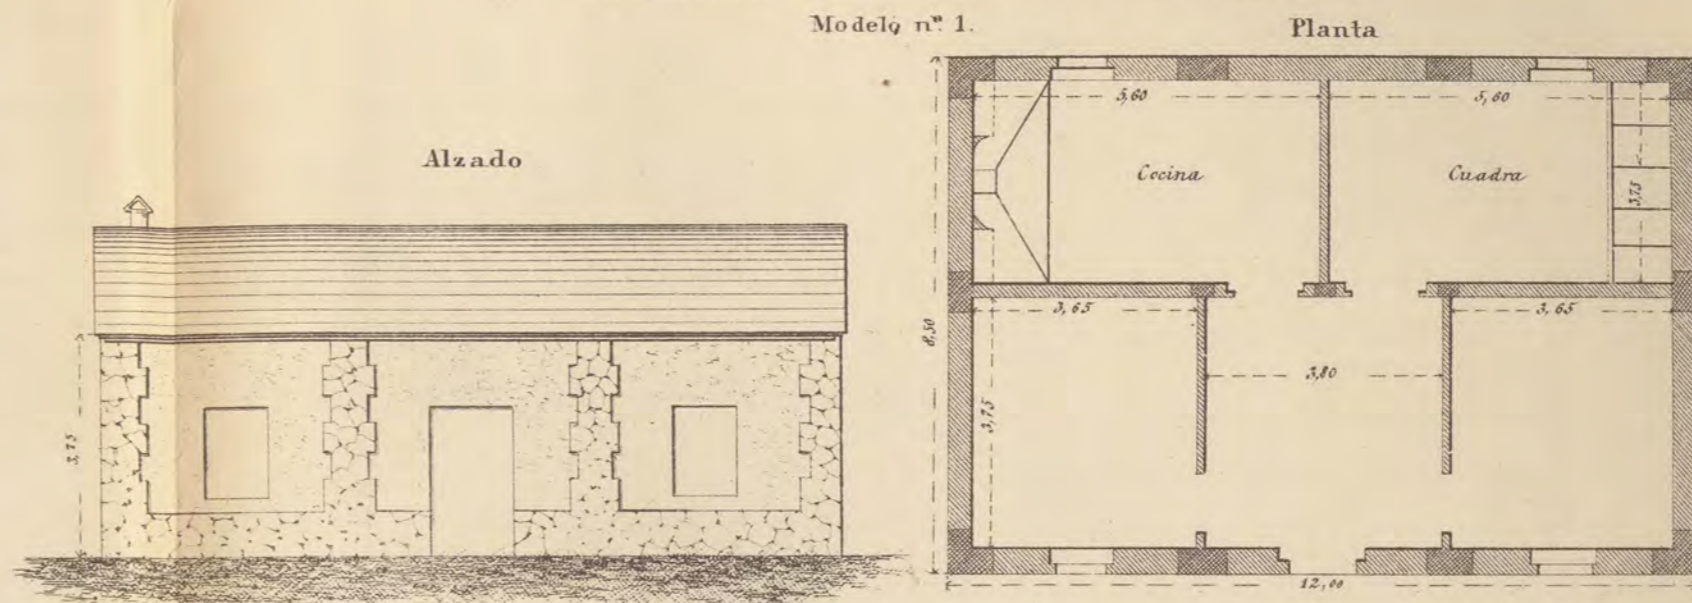 Modelo nº. 1.
Planta
Alzado
5,60
5,60
Cocina
Cuadra
3,75
3,65
3,65
8,50
3,80
3,75
3,75
12,00